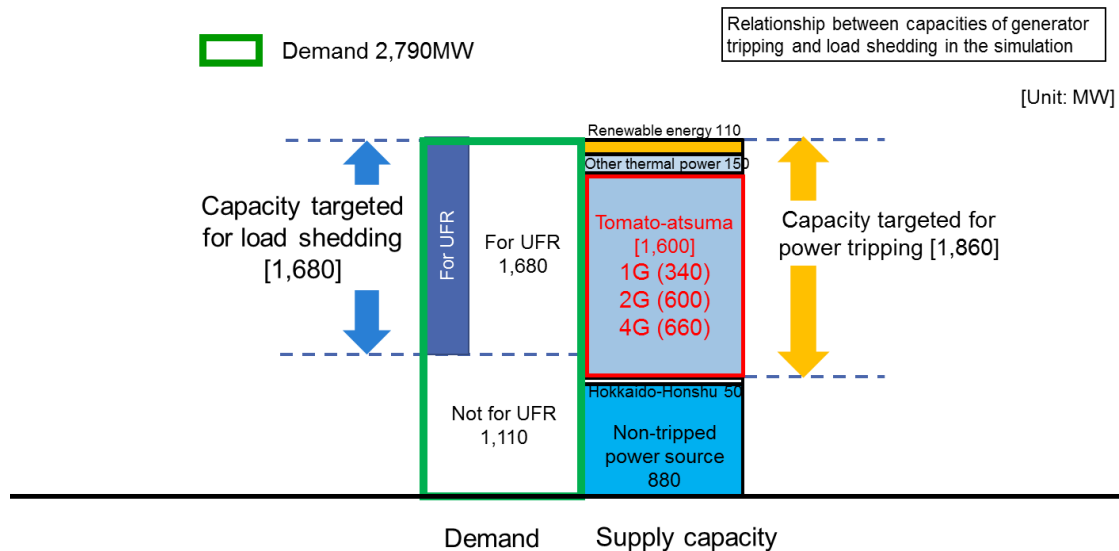 Relationship between capacities of generator
tripping and load shedding in the simulation
Demand 2,790MW
[Unit: MW]
Renewable energy 110
Other thermal power 150
Capacity targeted
for load shedding
[1,680]
For UFR
For UFR
1,680
Tomato-atsuma
[1,600]
1G (340)
2G (600)
4G (660)
Capacity targeted for
power tripping [1,860]
Not for UFR
1,110
Hokkaido-Honshu 50
Non-tripped
power source
880
Demand
Supply capacity